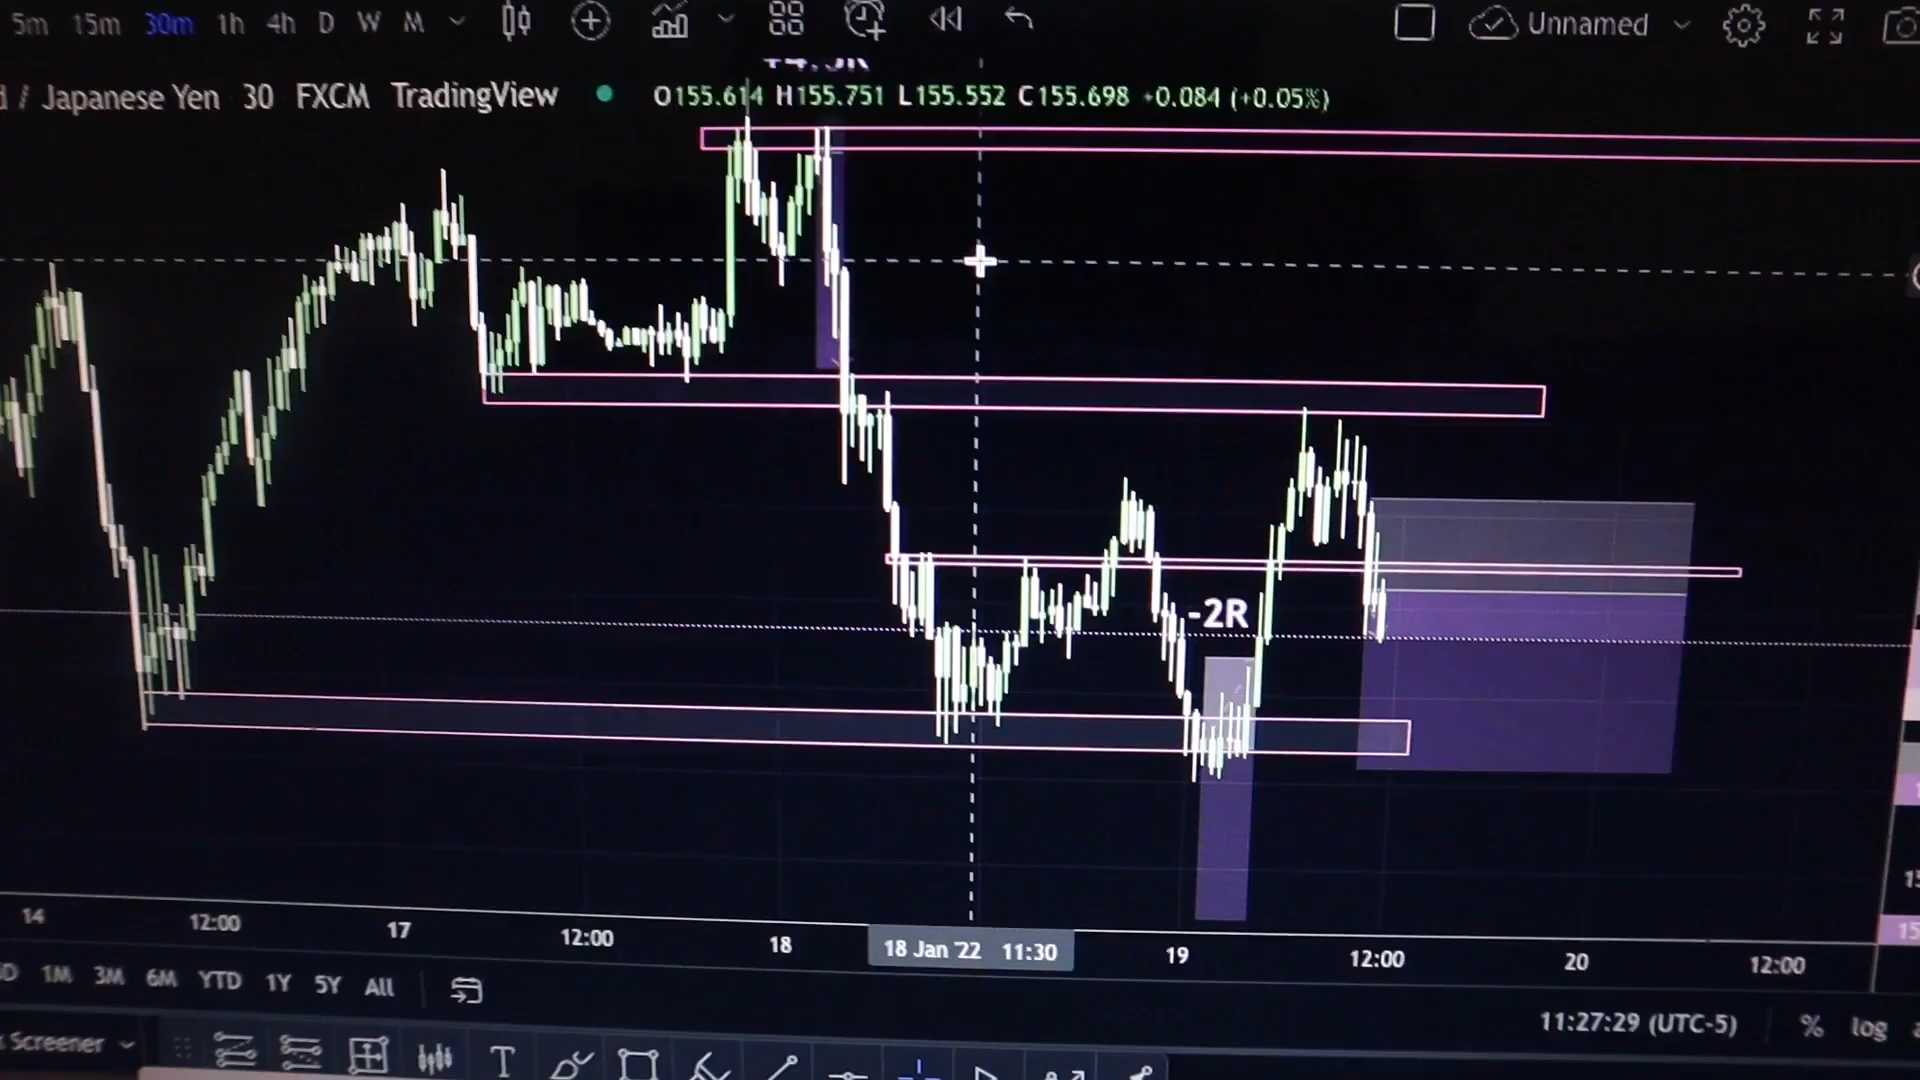 5m 15m 30m 1h 4h D W M Unnamed
/ Japanese Yen 30 FXCM TradingView O155.614 H155.751 L155.552 C155.698 +0.084 (+0.05%)
-2R
14 12:00 17 12:00 18 18 Jan '22 11:30 19 12:00 20 12:00
1M 3M 6M YTD 1Y 5Y All
11:27:29 (UTC-5) % log
Screener
T